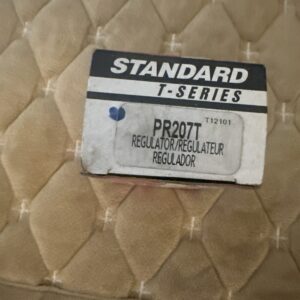 STANDARD
T-SERIES
T12101
PR207T
REGULATOR/REGULATEUR
REGULADOR